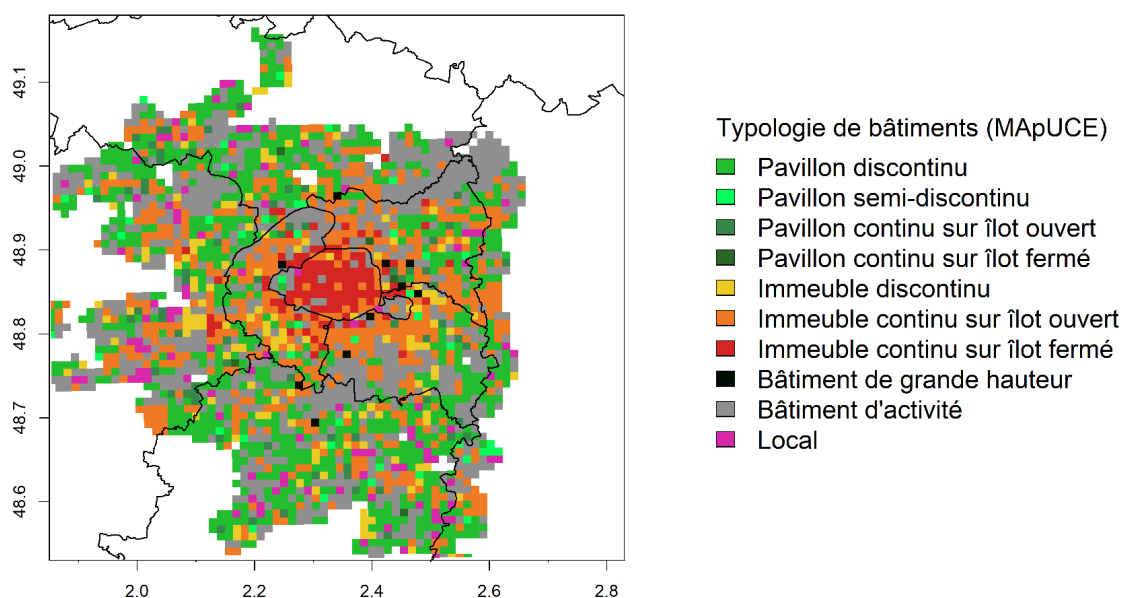 49.1
49.0
48.9
48.8
48.7
48.6
2.0
2.2
2.4
2.6
2.8
Typologie de bâtiments (MApUCE)
Pavillon discontinu
Pavillon semi-discontinu
Pavillon continu sur îlot ouvert
Pavillon continu sur îlot fermé
Immeuble discontinu
Immeuble continu sur îlot ouvert
Immeuble continu sur îlot fermé
Bâtiment de grande hauteur
Bâtiment d'activité
Local